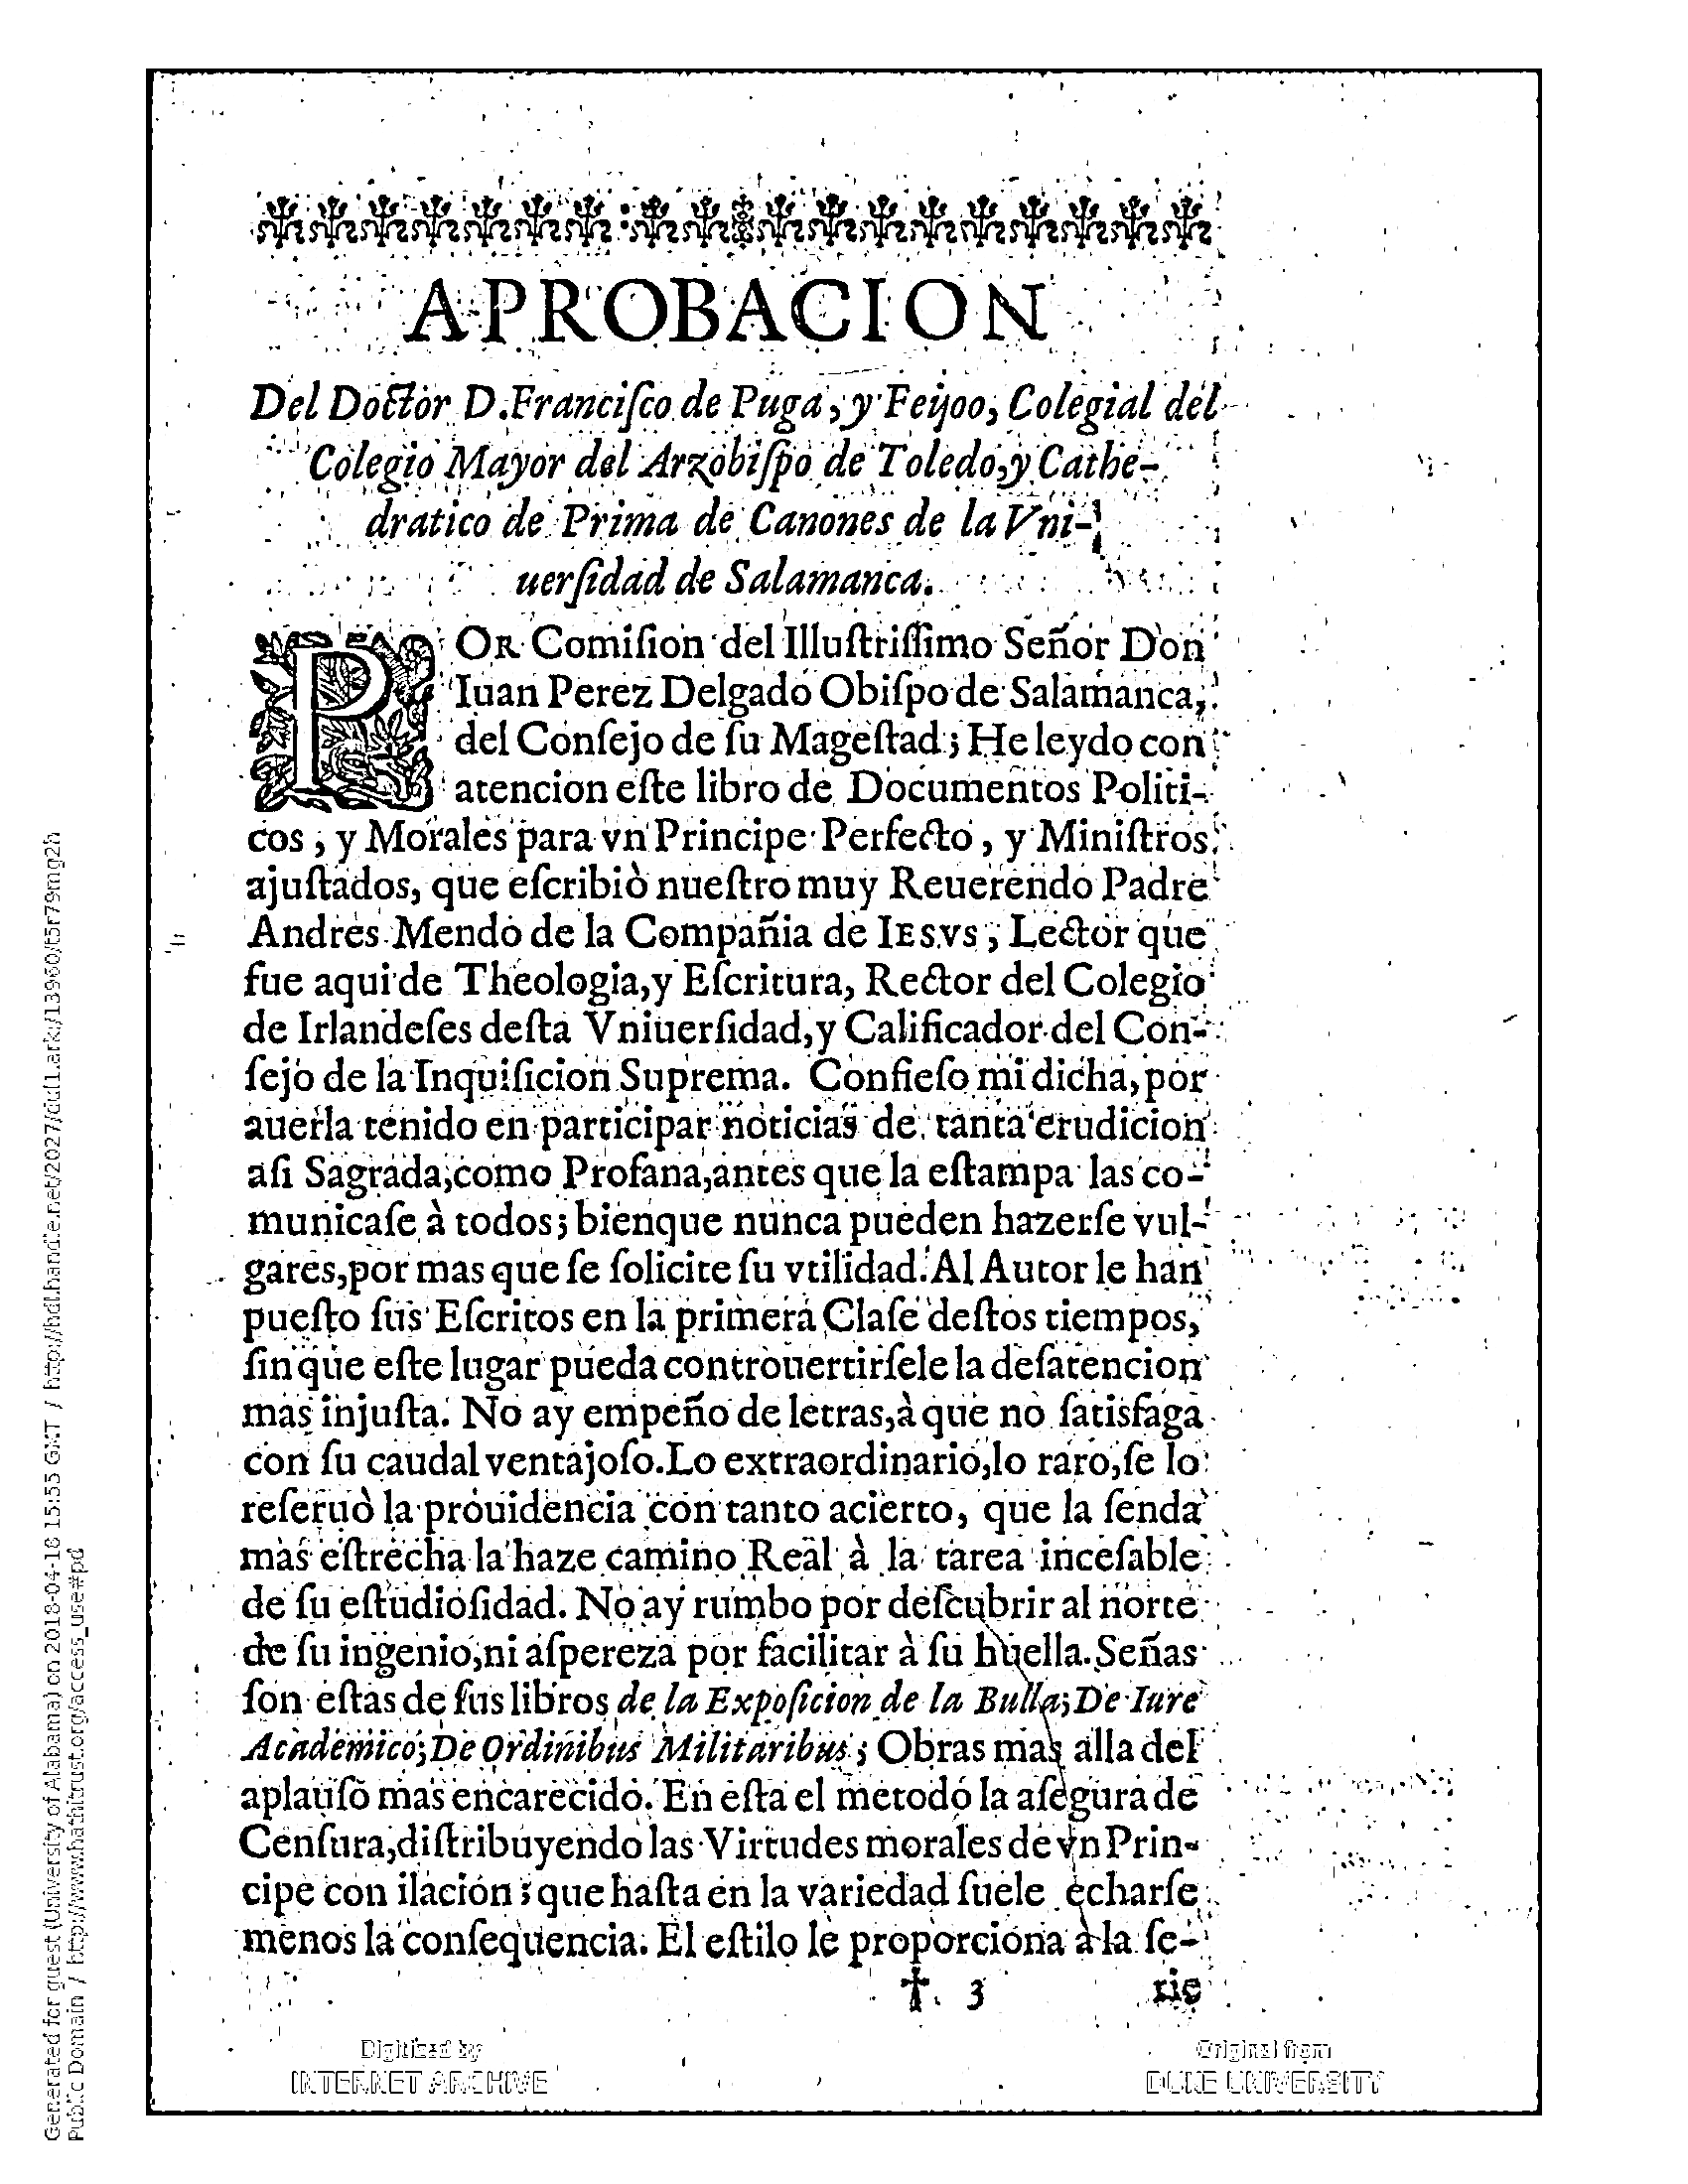 APROBACION
Del Doctor D. Franciſco de Puga, y Feijoo, Colegial del
Colegio Mayor del Arzobiſpo de Toledo, y Cathe-
dratico de Prima de Canones de la Vni-
uerſidad de Salamanca.
POR Comiſion del Illuſtriſſimo Señor Don
Iuan Perez Delgado Obiſpo de Salamanca,
del Conſejo de ſu Mageſtad; He leydo con
atencion eſte libro de Documentos Politi-
cos, y Morales para vn Principe Perfecto, y Miniſtros
ajuſtados, que eſcribiò nueſtro muy Reuerendo Padre
Andres Mendo de la Compañia de IESVS, Lector que
fue aqui de Theologia, y Eſcritura, Rector del Colegio
de Irlandeſes deſta Vniuerſidad, y Calificador del Con-
ſejo de la Inquiſicion Suprema. Confieſo mi dicha, por
auerla tenido en participar noticias de tanta erudicion
aſi Sagrada, como Profana, antes que la eſtampa las co-
municaſe à todos; bienque nunca pueden hazerſe vul-
gares, por mas que ſe ſolicite ſu vtilidad. Al Autor le han
pueſto ſus Eſcritos en la primera Claſe deſtos tiempos,
ſin que eſte lugar pueda controuertirſele la deſatencion
mas injuſta. No ay empeño de letras, à que no ſatisfaga
con ſu caudal ventajoſo. Lo extraordinario, lo raro, ſe lo
reſeruò la prouidencia con tanto acierto, que la ſenda
mas eſtrecha la haze camino Real à la tarea inceſable
de ſu eſtudioſidad. No ay rumbo por deſcubrir al norte
de ſu ingenio, ni aſpereza por facilitar à ſu huella. Señas
ſon eſtas de ſus libros de la Expoſicion de la Bulla; De Iure
Academico; De Ordinibus Militaribus; Obras mas alla del
aplauſo mas encarecido. En eſta el metodo la aſegura de
Cenſura, diſtribuyendo las Virtudes morales de vn Prin-
cipe con ilacion; que haſta en la variedad ſuele echarſe
menos la conſequencia. El eſtilo le proporciona à la ſe-
† 3 rie
Digitized by
INTERNET ARCHIVE
Original from
DUKE UNIVERSITY
Generated for guest (University of Alabama) on 2018-04-18 15:55 GMT / http://hdl.handle.net/2027/dul1.ark:/13960/t5r79mg2h
Public Domain / http://www.hathitrust.org/access_use#pd